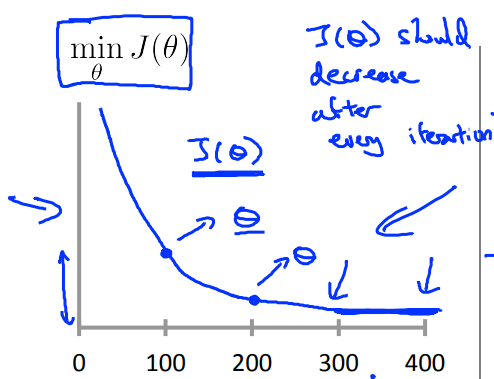 min J(θ)
θ
J(θ) should
decrease
after
every iteration
J(θ)
θ
θ
0 100 200 300 400